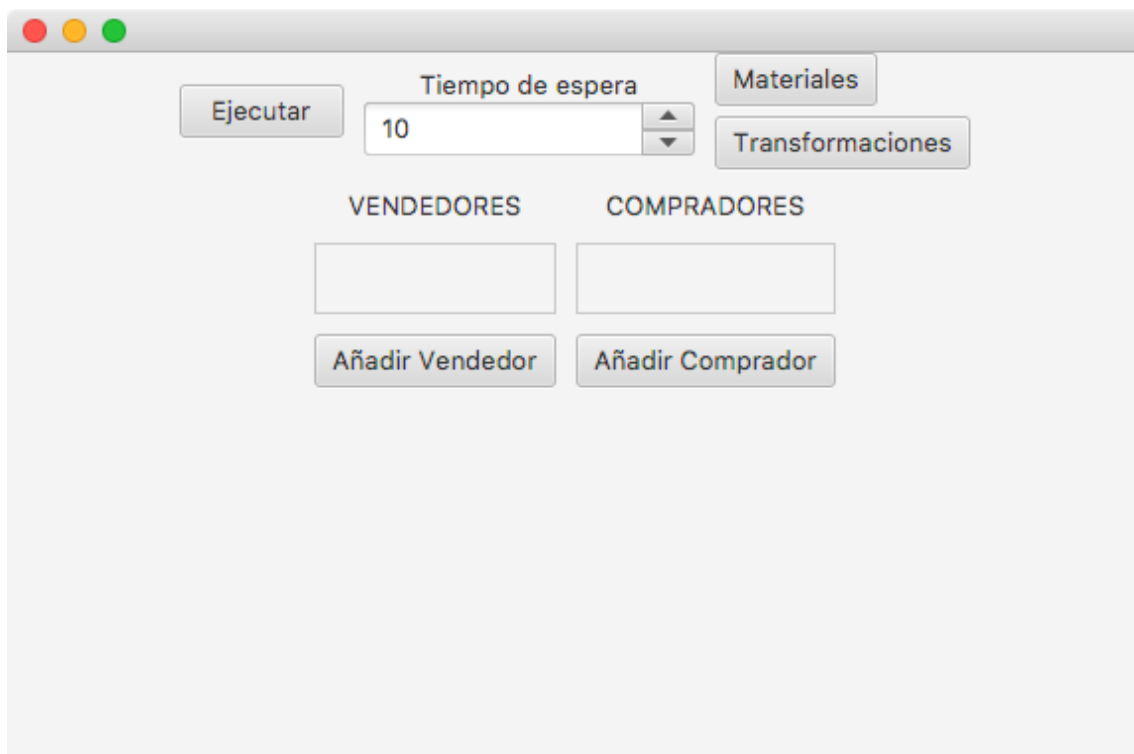 Ejecutar
Tiempo de espera
10
Materiales
Transformaciones
VENDEDORES
COMPRADORES
Añadir Vendedor
Añadir Comprador